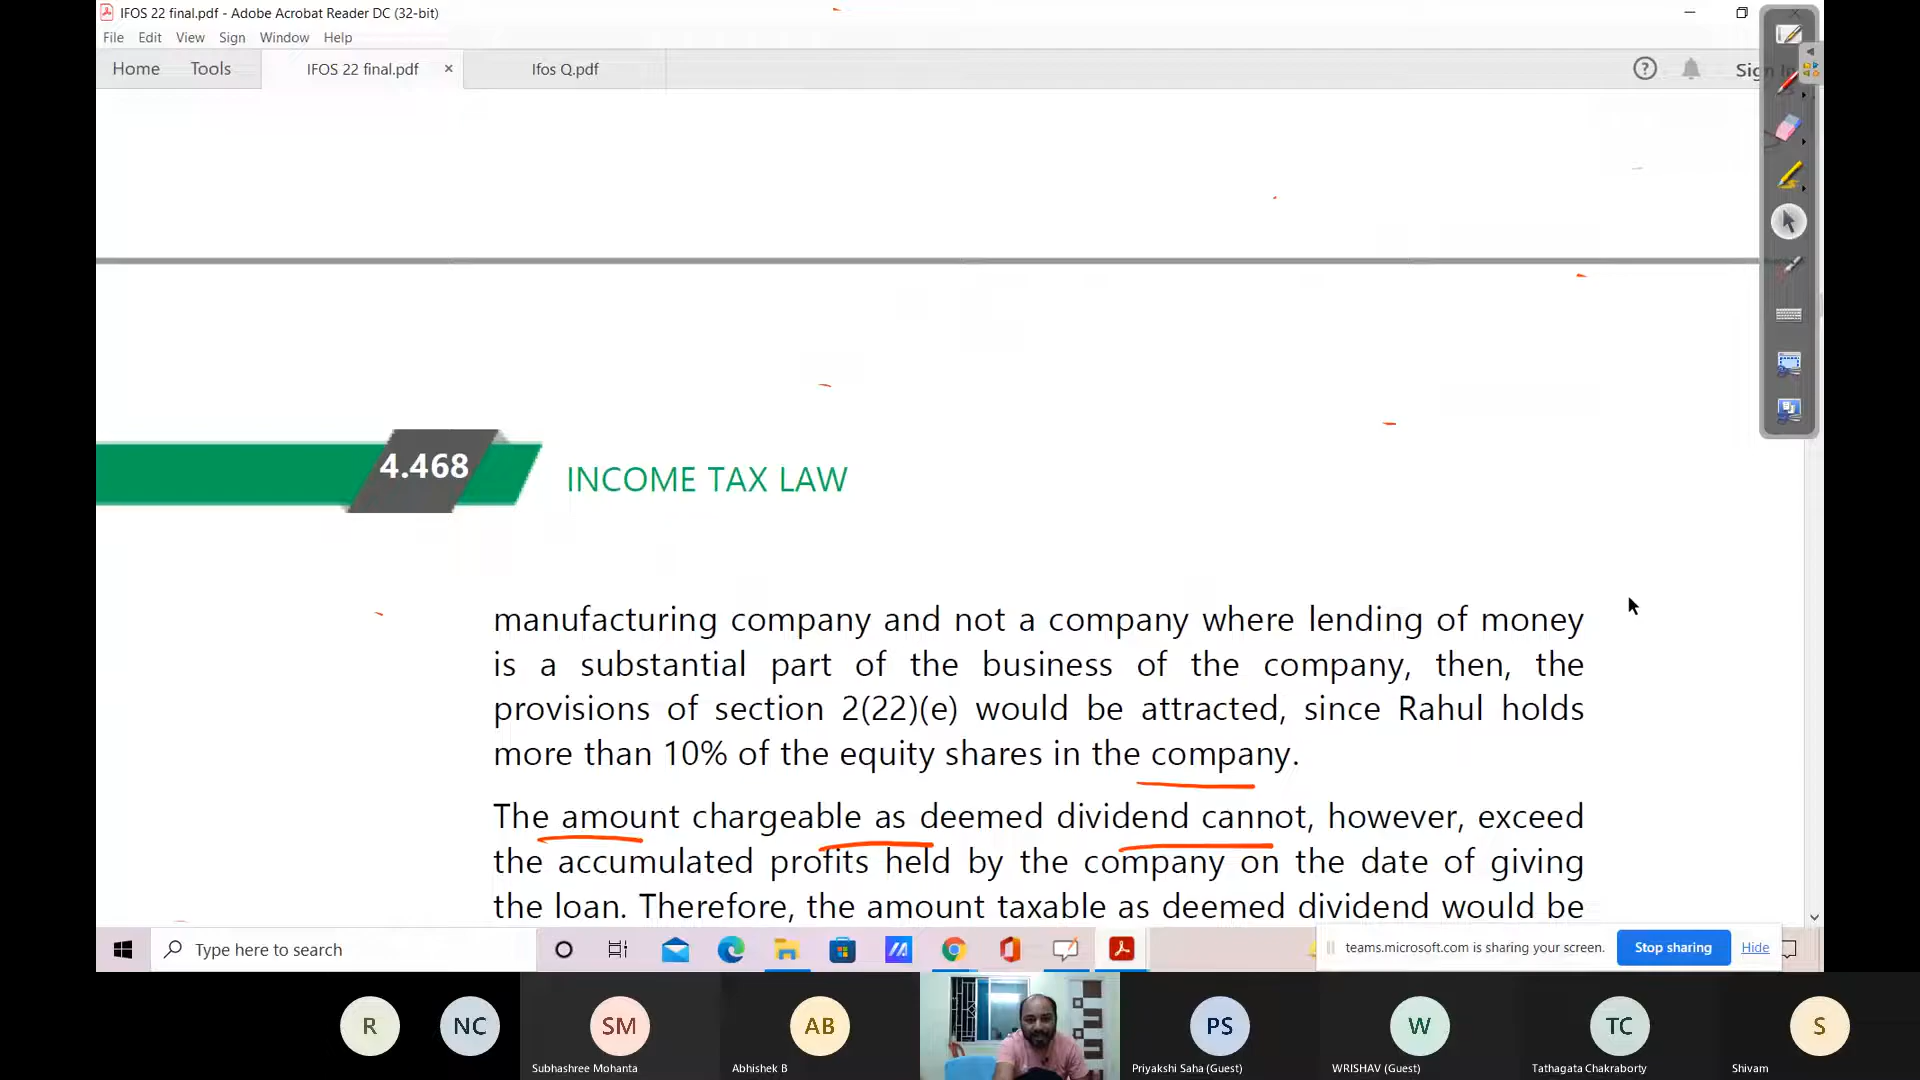 IFOS 22 final.pdf - Adobe Acrobat Reader DC (32-bit)
File Edit View Sign Window Help
Home Tools IFOS 22 final.pdf × Ifos Q.pdf Sign In
4.468 INCOME TAX LAW
manufacturing company and not a company where lending of money
is a substantial part of the business of the company, then, the
provisions of section 2(22)(e) would be attracted, since Rahul holds
more than 10% of the equity shares in the company.
The amount chargeable as deemed dividend cannot, however, exceed
the accumulated profits held by the company on the date of giving
the loan. Therefore, the amount taxable as deemed dividend would be
Type here to search
teams.microsoft.com is sharing your screen. Stop sharing Hide
R NC SM AB PS W TC S
Subhashree Mohanta Abhishek B Priyakshi Saha (Guest) WRISHAV (Guest) Tathagata Chakraborty Shivam